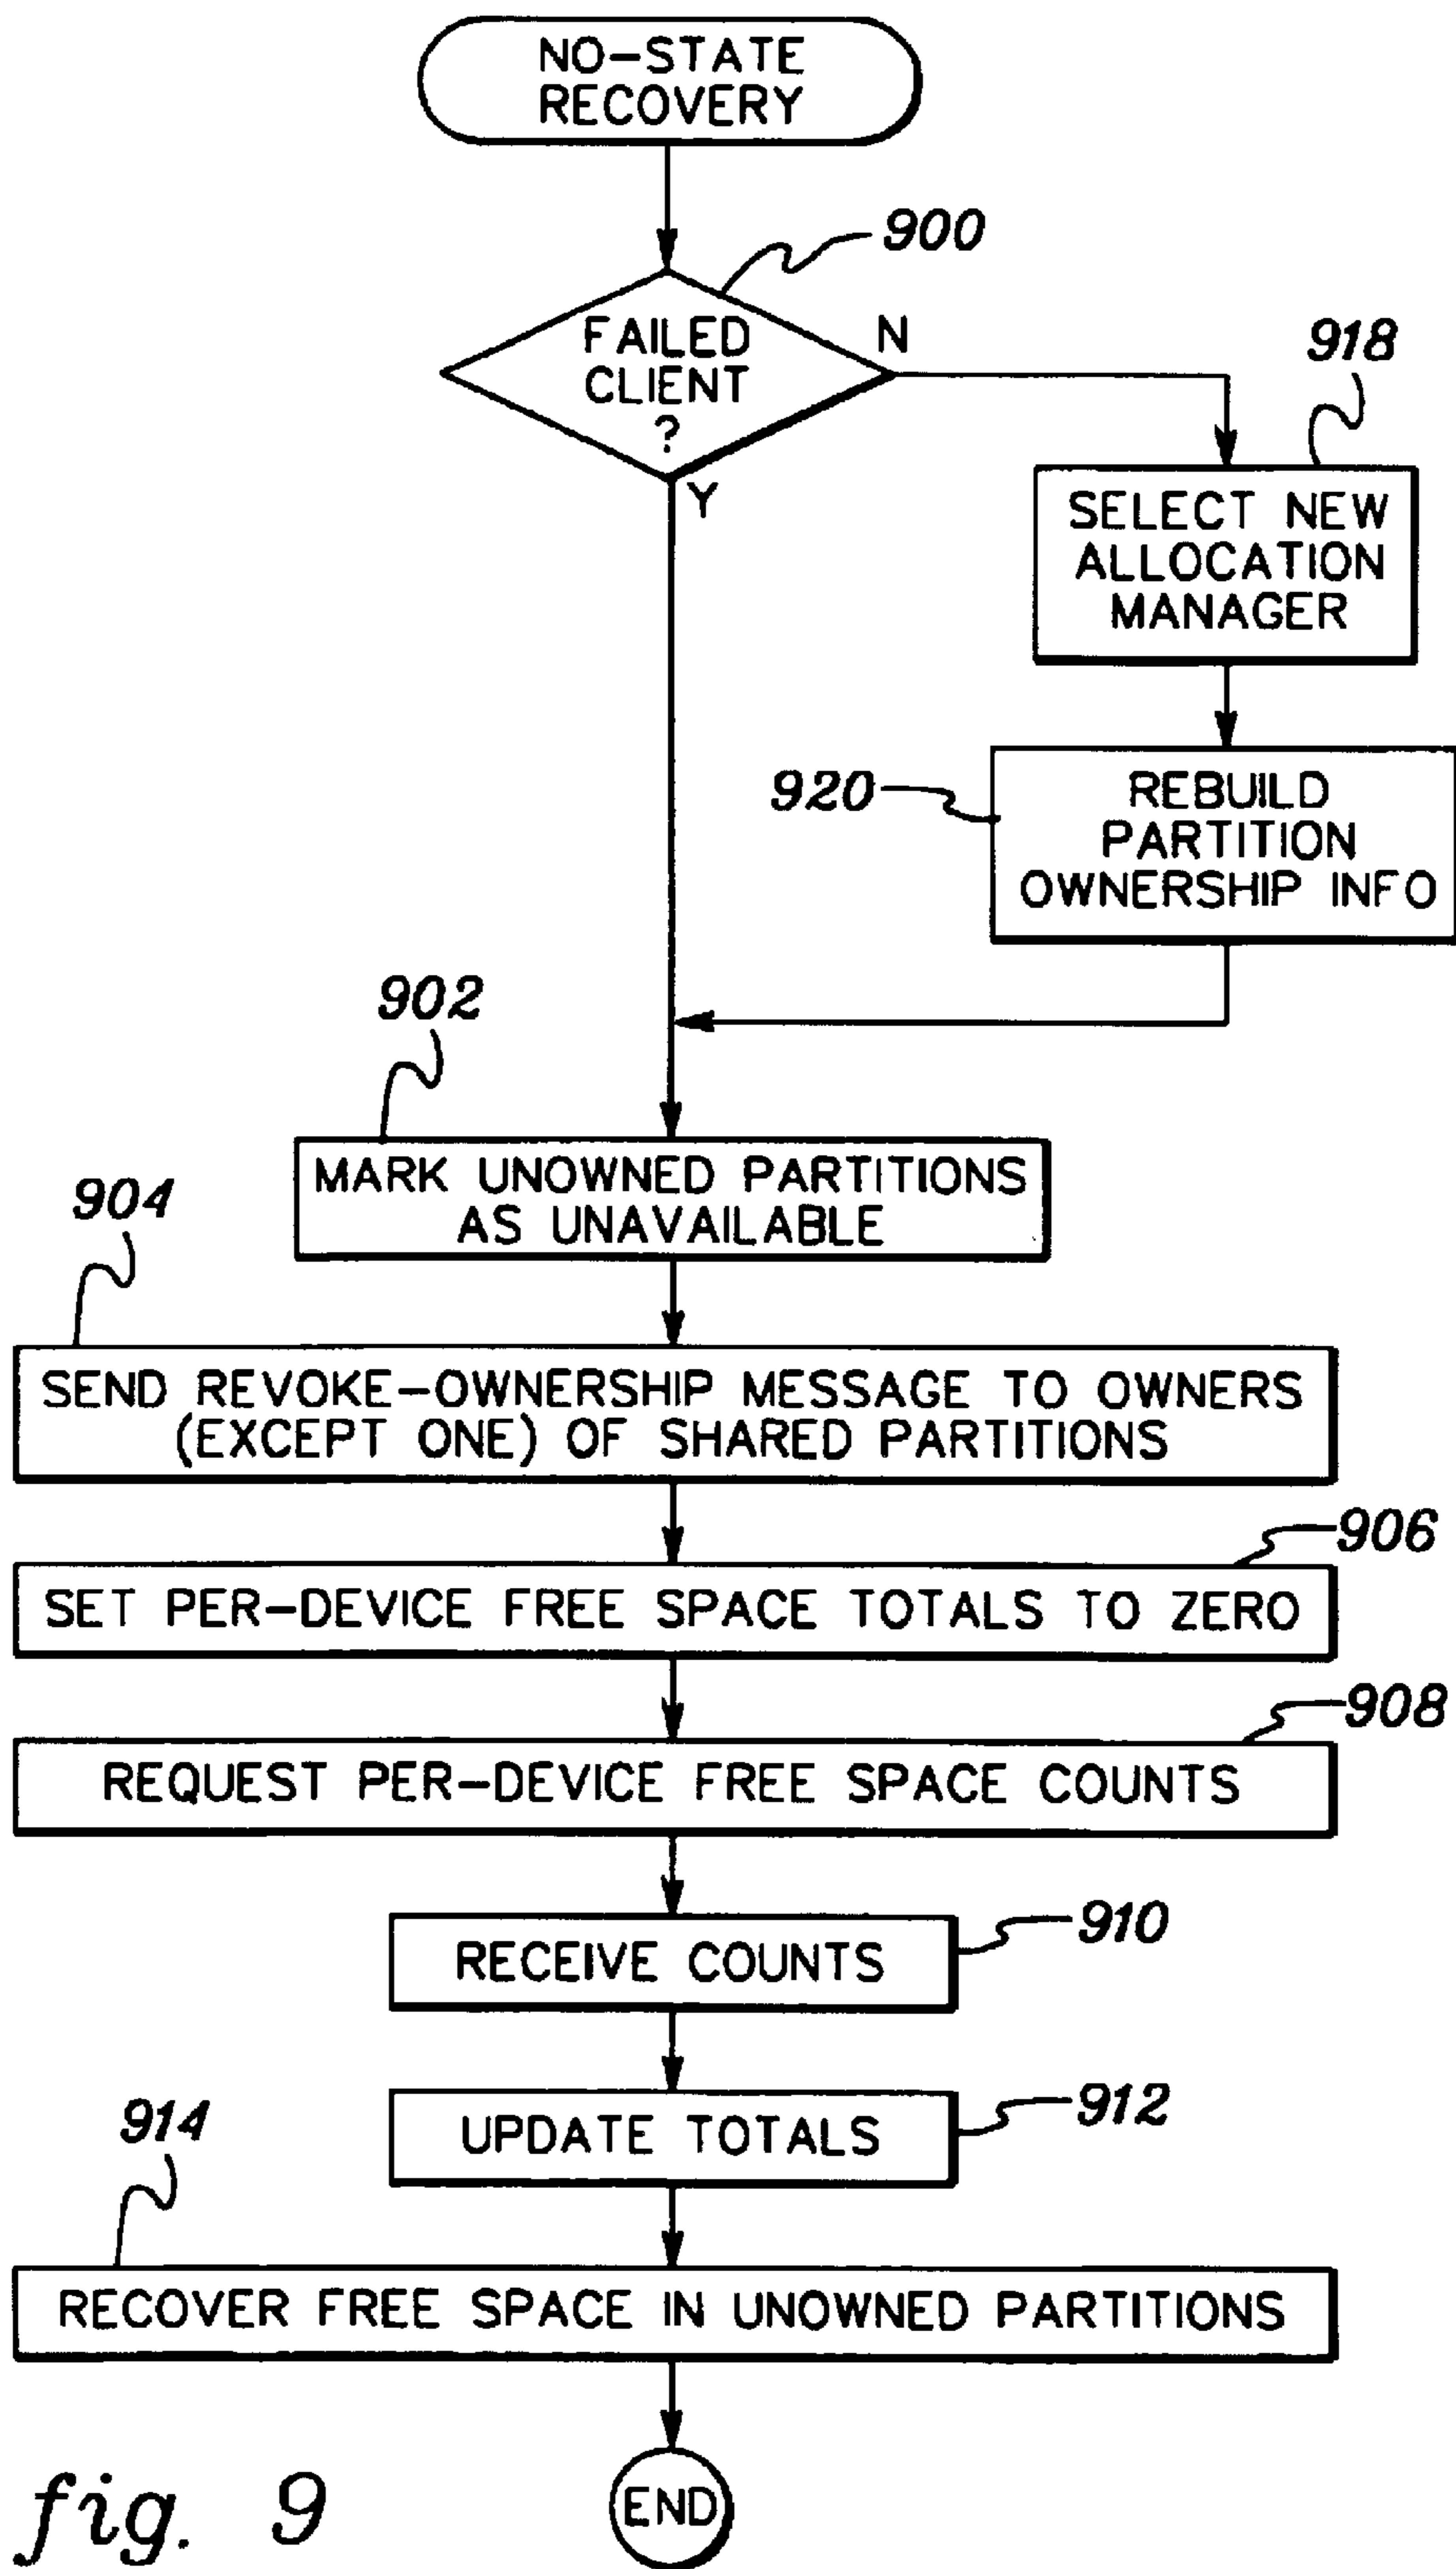 NO-STATE
RECOVERY
900
FAILED
CLIENT
?
N
Y
918
SELECT NEW
ALLOCATION
MANAGER
920
REBUILD
PARTITION
OWNERSHIP INFO
902
MARK UNOWNED PARTITIONS
AS UNAVAILABLE
904
SEND REVOKE-OWNERSHIP MESSAGE TO OWNERS
(EXCEPT ONE) OF SHARED PARTITIONS
906
SET PER-DEVICE FREE SPACE TOTALS TO ZERO
908
REQUEST PER-DEVICE FREE SPACE COUNTS
910
RECEIVE COUNTS
912
UPDATE TOTALS
914
RECOVER FREE SPACE IN UNOWNED PARTITIONS
END
fig. 9